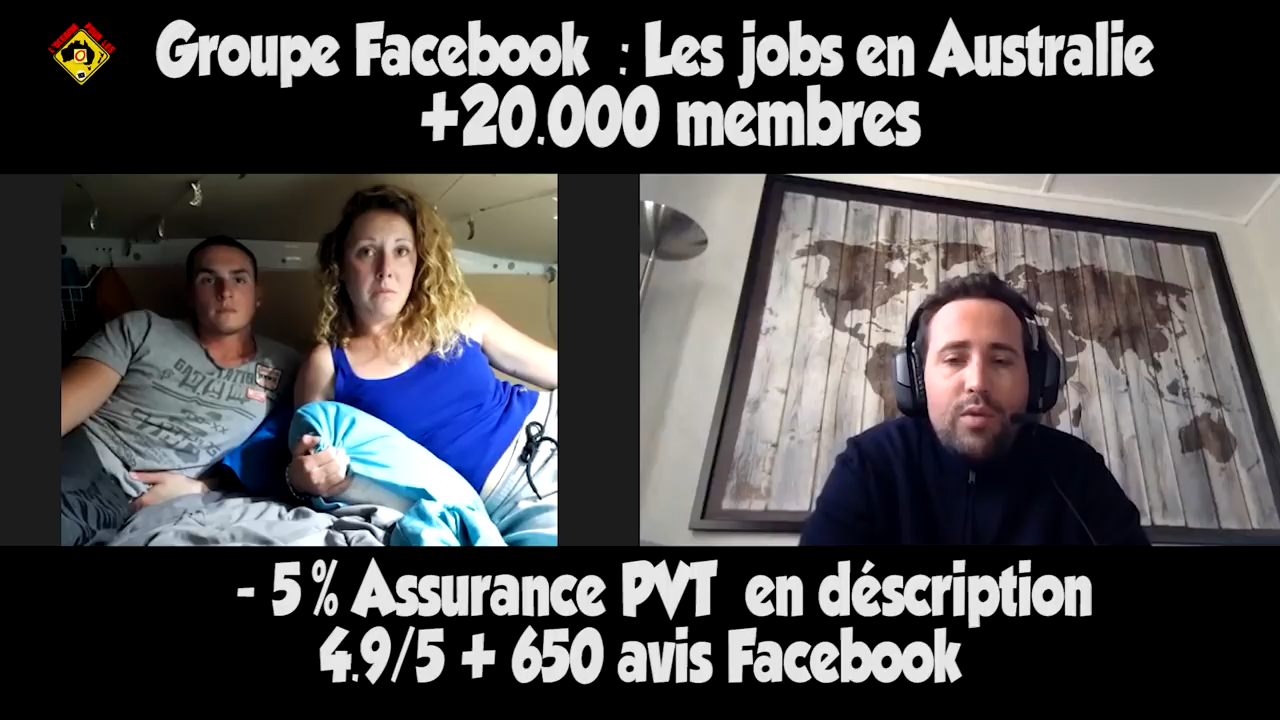 Groupe Facebook : Les jobs en Australie
+20.000 membres
- 5 % Assurance PVT en déscription
4.9/5 + 650 avis Facebook